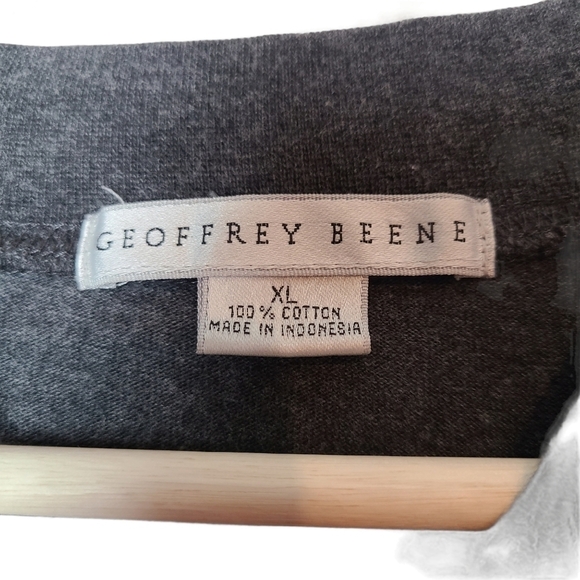 GEOFFREY BEENE
XL
100% COTTON
MADE IN INDONESIA